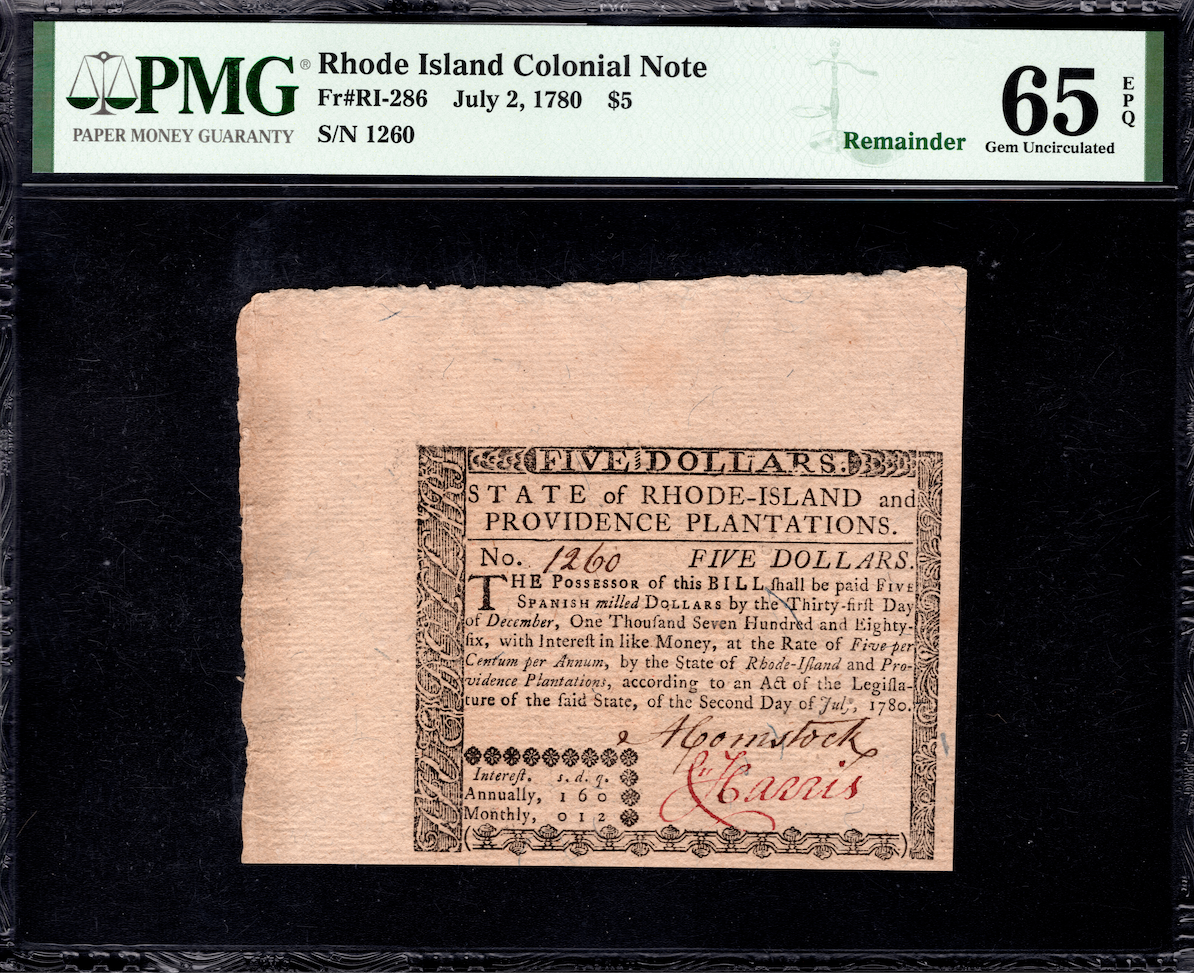 PMG
PMG® Rhode Island Colonial Note
PAPER MONEY GUARANTY
Fr#RI-286 July 2, 1780 $5
S/N 1260
Remainder
65 EPQ
Gem Uncirculated
FIVE DOLLARS.
STATE of RHODE-ISLAND and
PROVIDENCE PLANTATIONS.
No. 1260 FIVE DOLLARS.
THE POSSESSOR of this BILL ſhall be paid FIVE
SPANISH milled DOLLARS by the Thirty-firſt Day
of December, One Thouſand Seven Hundred and Eighty-
ſix, with Intereſt in like Money, at the Rate of Five per
Centum per Annum, by the State of Rhode-Iſland and Pro-
vidence Plantations, according to an Act of the Legiſla-
ture of the ſaid State, of the Second Day of July, 1780.
A Comstock
Harris
Intereſt. s. d. q.
Annually, 1 6 0
Monthly, 0 1 2